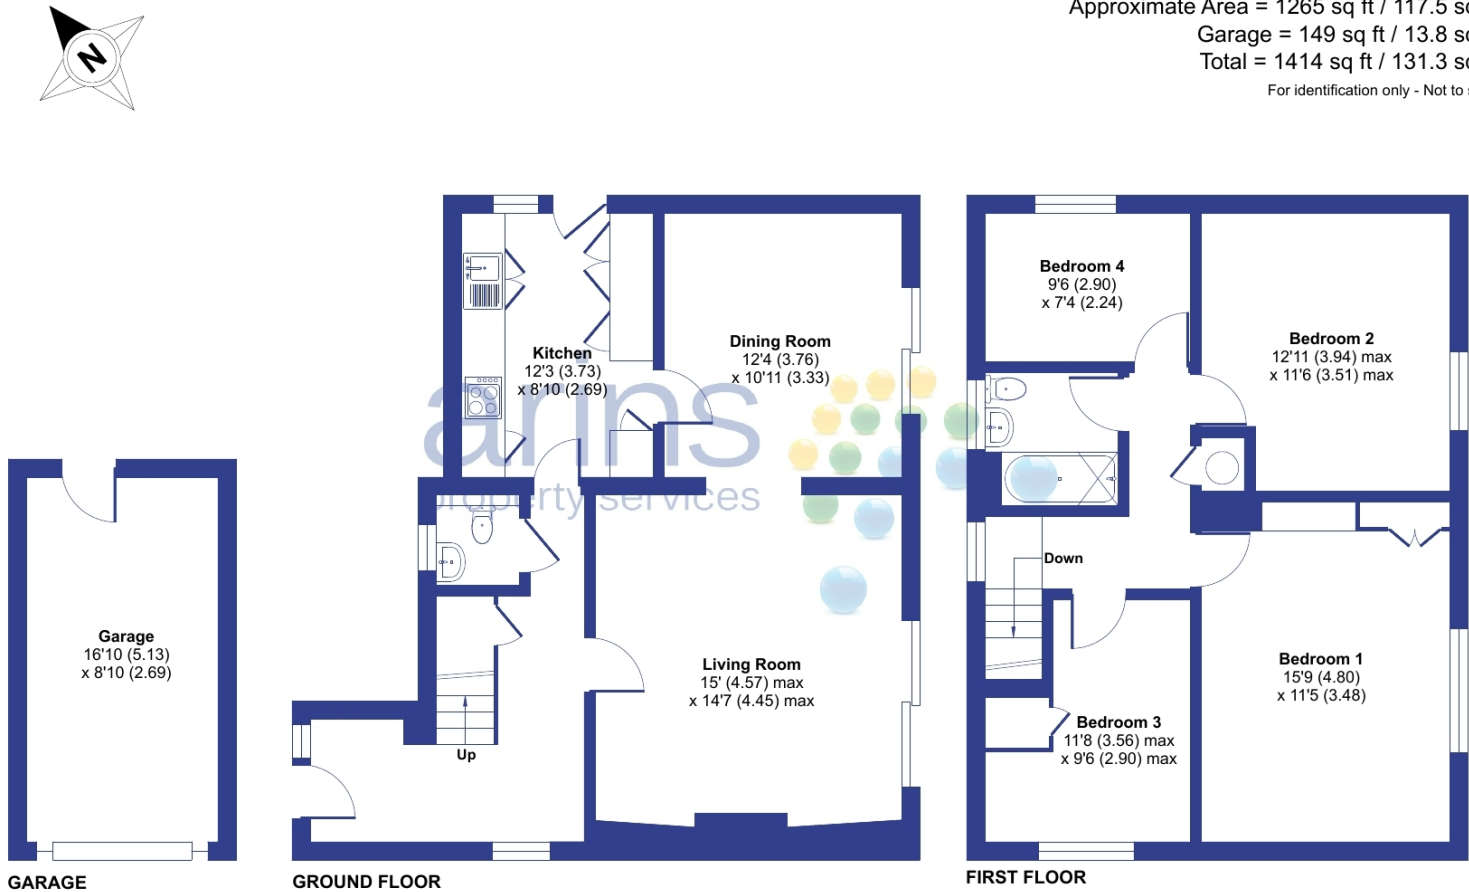 Approximate Area = 1265 sq ft / 117.5 sq
Garage = 149 sq ft / 13.8 sq
Total = 1414 sq ft / 131.3 sq
For identification only - Not to s
N
Kitchen
12'3 (3.73)
x 8'10 (2.69)
Dining Room
12'4 (3.76)
x 10'11 (3.33)
Bedroom 4
9'6 (2.90)
x 7'4 (2.24)
Bedroom 2
12'11 (3.94) max
x 11'6 (3.51) max
arins
property services
Garage
16'10 (5.13)
x 8'10 (2.69)
Living Room
15' (4.57) max
x 14'7 (4.45) max
Up
Down
Bedroom 1
15'9 (4.80)
x 11'5 (3.48)
Bedroom 3
11'8 (3.56) max
x 9'6 (2.90) max
GARAGE
GROUND FLOOR
FIRST FLOOR